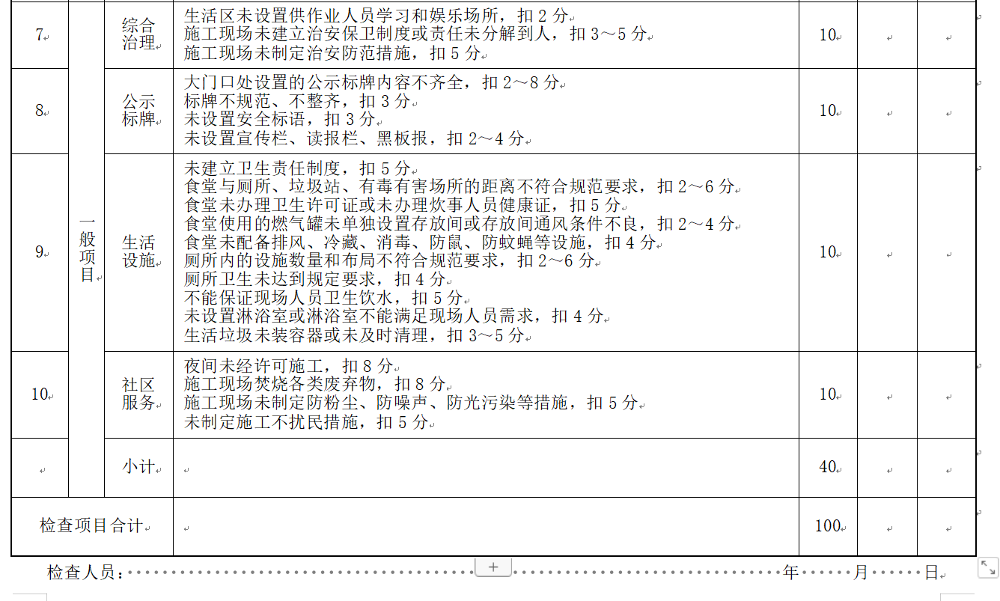 7
一般项目
综合
治理
生活区未设置供作业人员学习和娱乐场所，扣 2 分
施工现场未建立治安保卫制度或责任未分解到人，扣 3～5 分
施工现场未制定治安防范措施，扣 5 分
10
8
公示
标牌
大门口处设置的公示标牌内容不齐全，扣 2～8 分
标牌不规范、不整齐，扣 3 分
未设置安全标语，扣 3 分
未设置宣传栏、读报栏、黑板报，扣 2～4 分
10
9
生活
设施
未建立卫生责任制度，扣 5 分
食堂与厕所、垃圾站、有毒有害场所的距离不符合规范要求，扣 2～6 分
食堂未办理卫生许可证或未办理炊事人员健康证，扣 5 分
食堂使用的燃气罐未单独设置存放间或存放间通风条件不良，扣 2～4 分
食堂未配备排风、冷藏、消毒、防鼠、防蚊蝇等设施，扣 4 分
厕所内的设施数量和布局不符合规范要求，扣 2～6 分
厕所卫生未达到规定要求，扣 4 分
不能保证现场人员卫生饮水，扣 5 分
未设置淋浴室或淋浴室不能满足现场人员需求，扣 4 分
生活垃圾未装容器或未及时清理，扣 3～5 分
10
10
社区
服务
夜间未经许可施工，扣 8 分
施工现场焚烧各类废弃物，扣 8 分
施工现场未制定防粉尘、防噪声、防光污染等措施，扣 5 分
未制定施工不扰民措施，扣 5 分
10
小计
40
检查项目合计
100
检查人员： 年 月 日